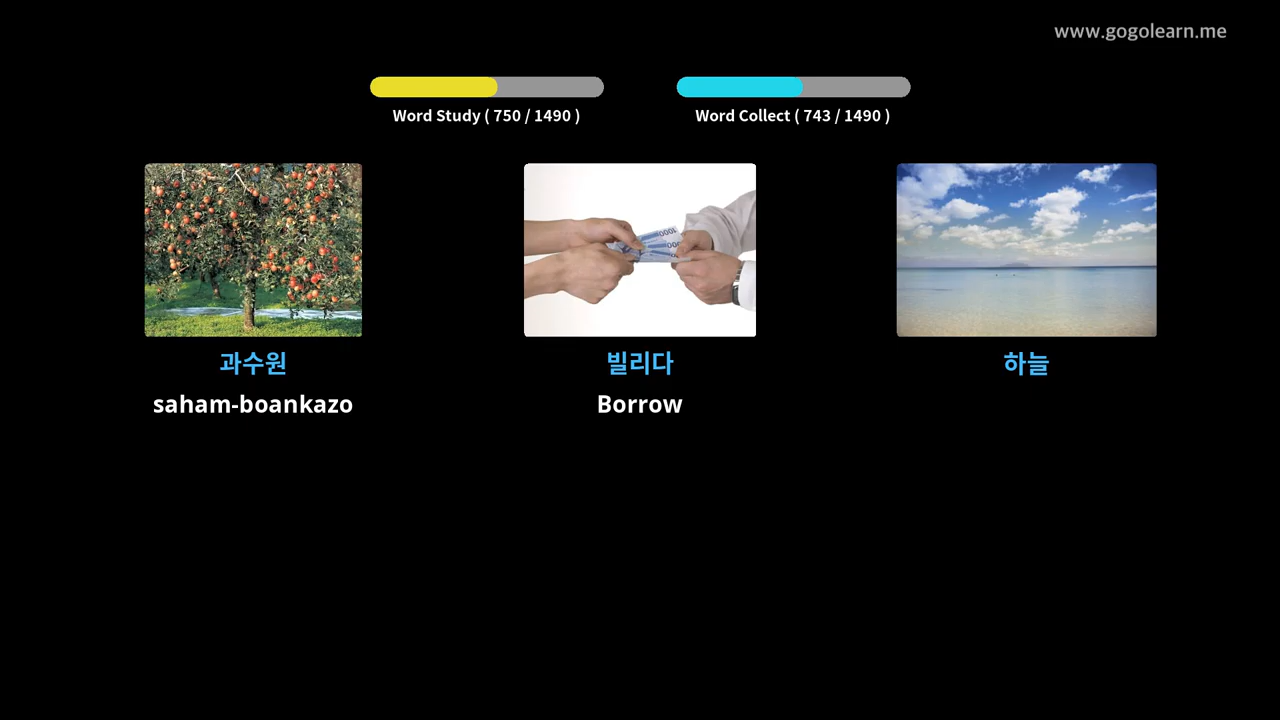 www.gogolearn.me
Word Study ( 750 / 1490 )
Word Collect ( 743 / 1490 )
과수원
빌리다
하늘
saham-boankazo
Borrow